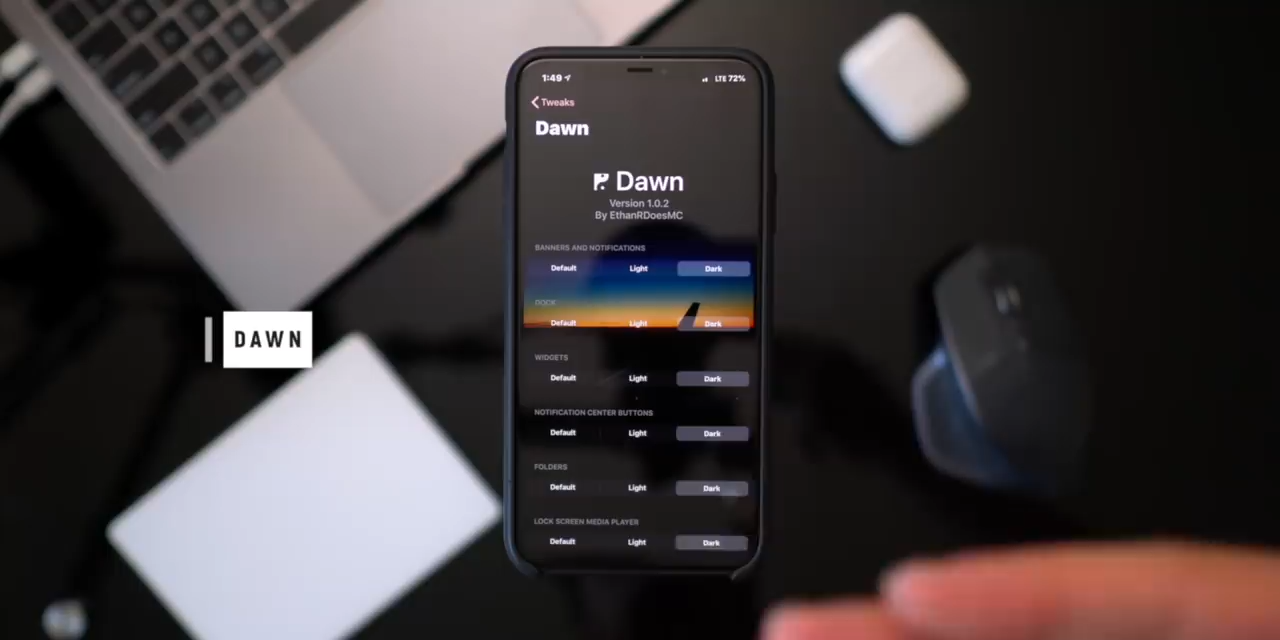 1:49
LTE 72%
Tweaks
Dawn
Dawn
Version 1.0.2
By EthanRDoesMC
BANNERS AND NOTIFICATIONS
Default Light Dark
DOCK
Default Light Dark
WIDGETS
Default Light Dark
NOTIFICATION CENTER BUTTONS
Default Light Dark
FOLDERS
Default Light Dark
LOCK SCREEN MEDIA PLAYER
Default Light Dark
DAWN